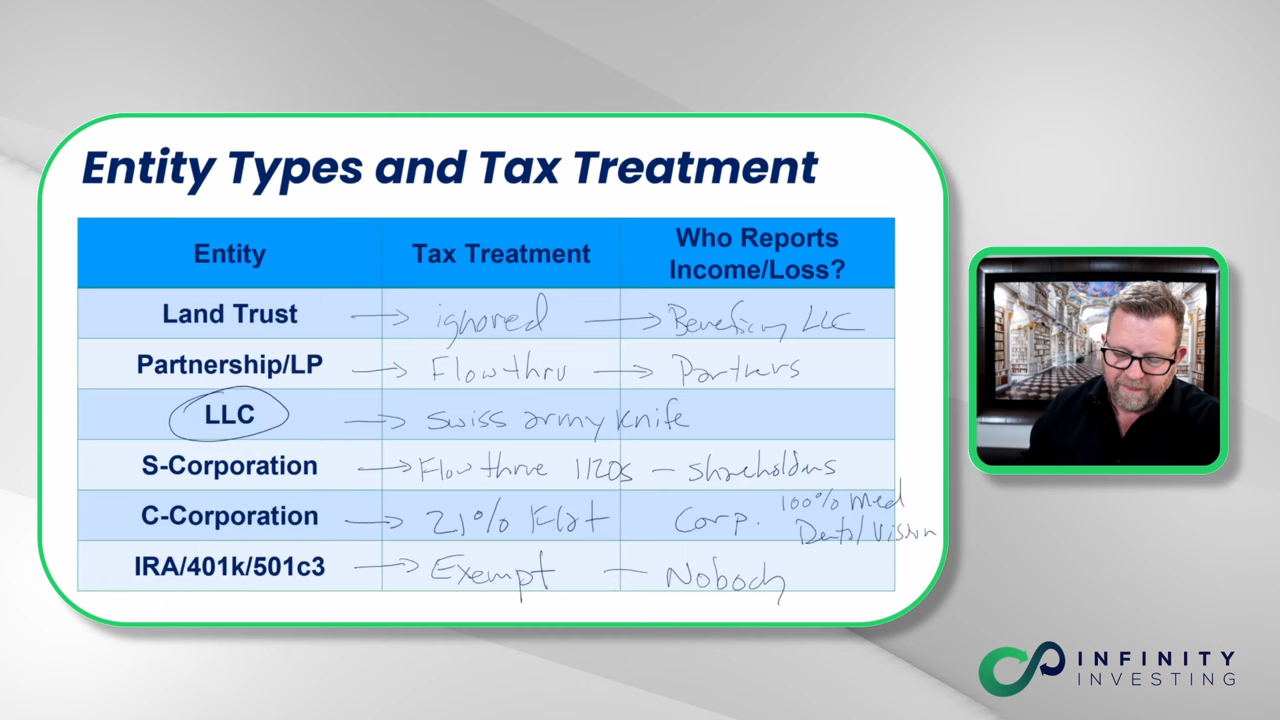 Entity Types and Tax Treatment
Entity Tax Treatment Who Reports Income/Loss?
Land Trust ignored Beneficiary LLC
Partnership/LP Flowthru Partners
LLC swiss army knife
S-Corporation Flow thru 1120s – shareholders
C-Corporation 21% Flat Corp. 100% Med
Dental/Vision
IRA/401k/501c3 Exempt – Nobody
INFINITY
INVESTING